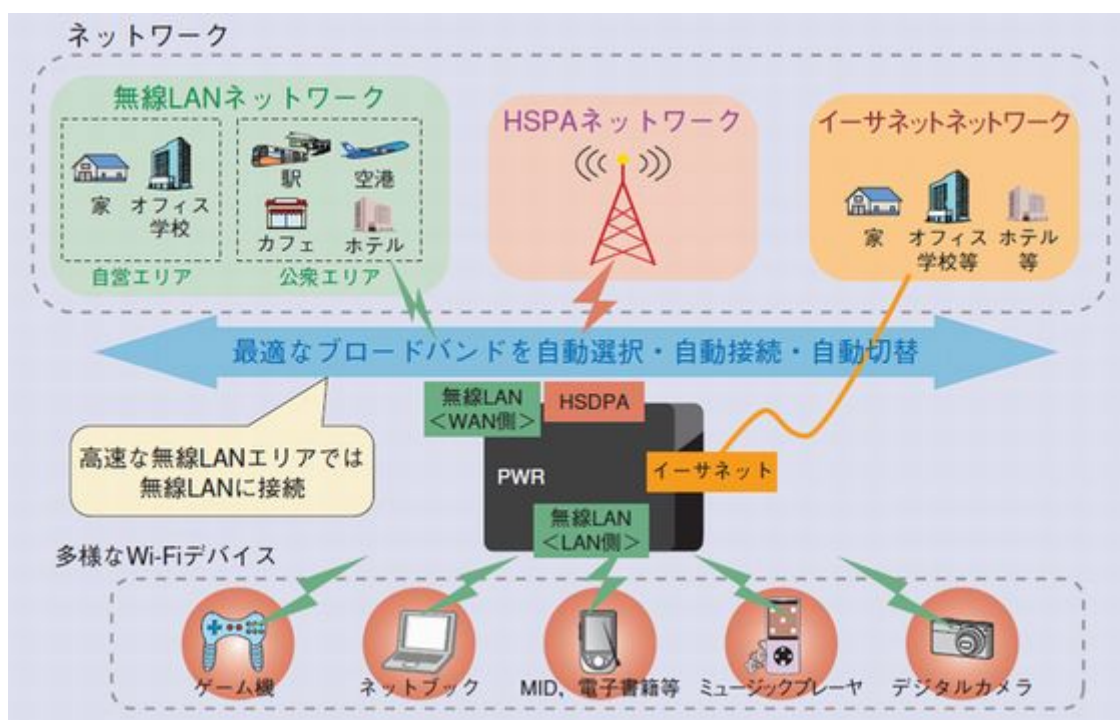 ネットワーク
無線LANネットワーク
家
オフィス
学校
自営エリア
駅
空港
カフェ
ホテル
公衆エリア
HSPAネットワーク
イーサネットネットワーク
家
オフィス
学校等
ホテル
等
最適なブロードバンドを自動選択・自動接続・自動切替
高速な無線LANエリアでは
無線LANに接続
無線LAN
<WAN側>
HSDPA
PWR
イーサネット
無線LAN
<LAN側>
多様なWi-Fiデバイス
ゲーム機
ネットブック
MID，電子書籍等
ミュージックプレーヤ
デジタルカメラ